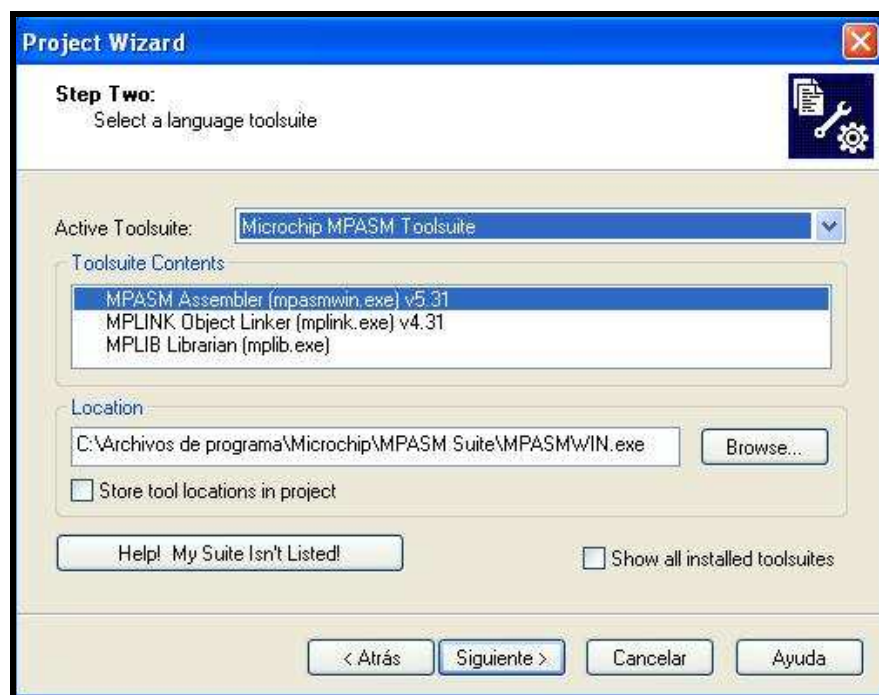 Project Wizard
Step Two:
Select a language toolsuite
Active Toolsuite: Microchip MPASM Toolsuite
Toolsuite Contents
MPASM Assembler (mpasmwin.exe) v5.31
MPLINK Object Linker (mplink.exe) v4.31
MPLIB Librarian (mplib.exe)
Location
C:\Archivos de programa\Microchip\MPASM Suite\MPASMWIN.exe Browse...
Store tool locations in project
Help! My Suite Isn't Listed! Show all installed toolsuites
< Atrás Siguiente > Cancelar Ayuda